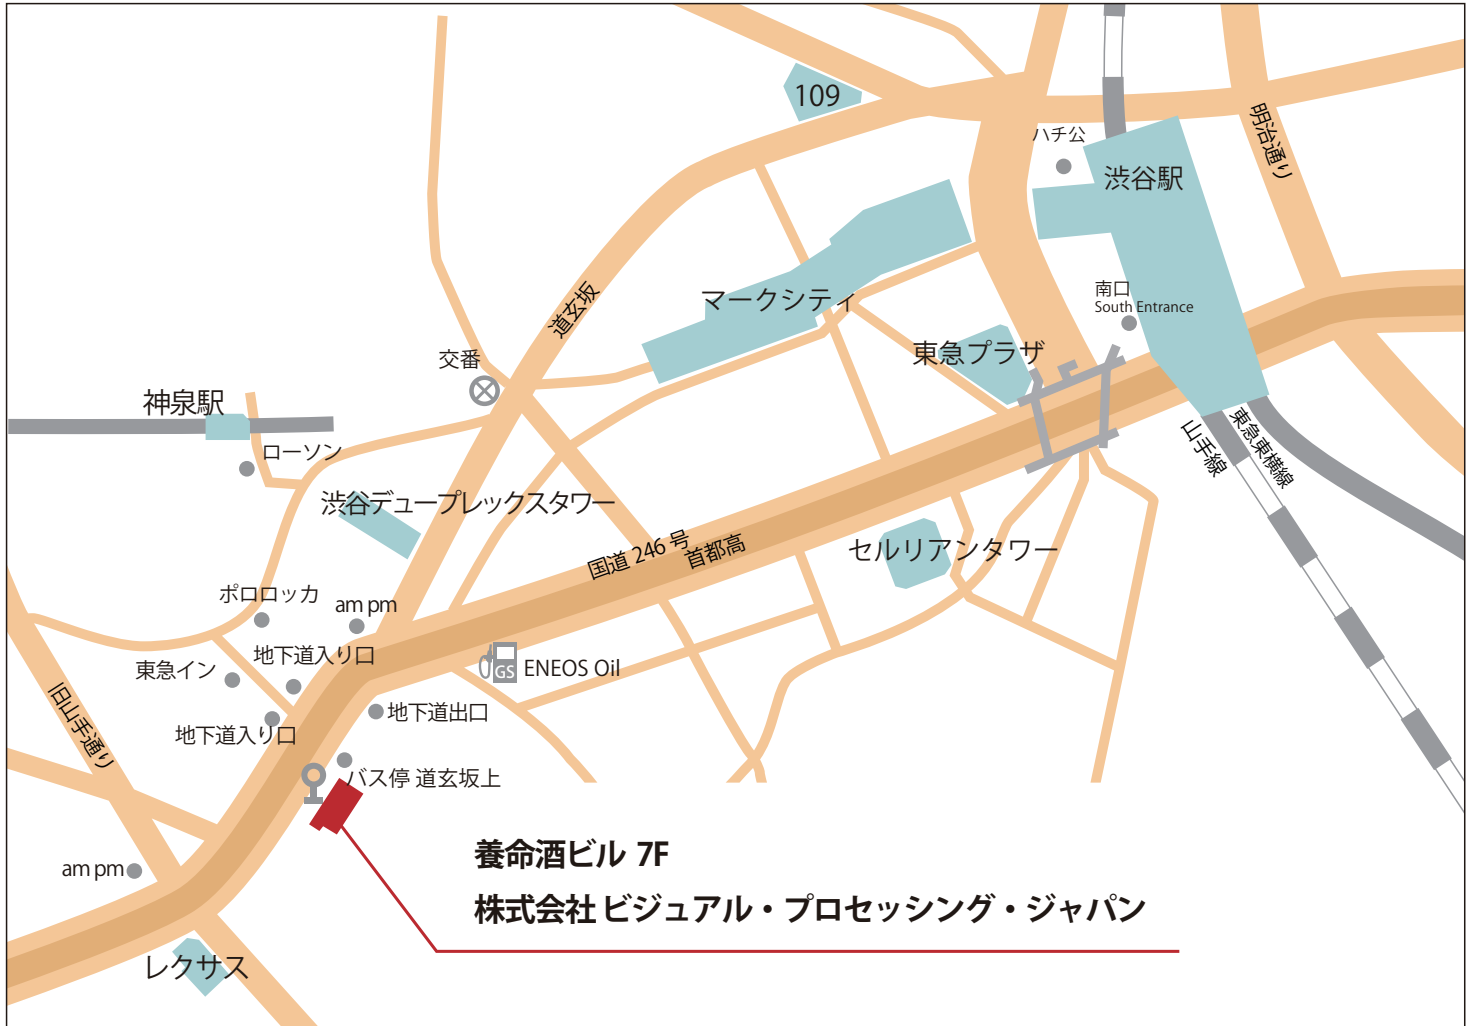 109
ハチ公
明治通り
渋谷駅
南口
South Entrance
マークシティ
道玄坂
東急プラザ
交番
神泉駅
ローソン
山手線
東急東横線
渋谷デュープレックスタワー
国道 246 号
首都高
セルリアンタワー
ポロロッカ
am pm
地下道入り口
東急イン
GS
ENEOS Oil
地下道出口
地下道入り口
旧山手通り
バス停 道玄坂上
養命酒ビル 7F
am pm
株式会社 ビジュアル・プロセッシング・ジャパン
レクサス